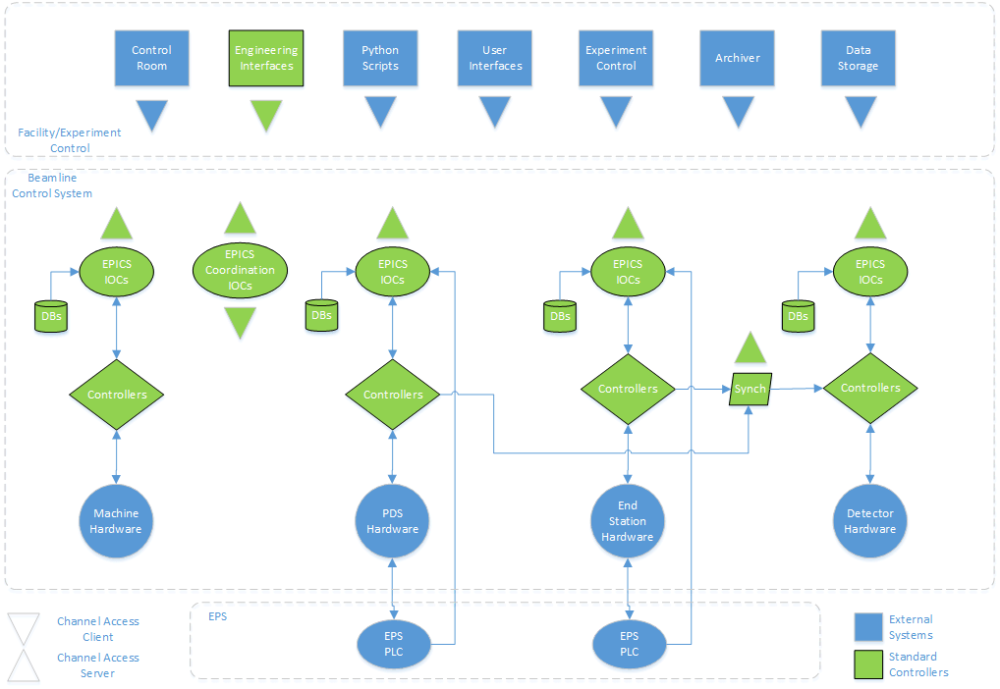 Control
Room
Engineering
Interfaces
Python
Scripts
User
Interfaces
Experiment
Control
Archiver
Data
Storage
Facility/Experiment
Control
Beamline
Control System
EPICS
IOCs
EPICS
Coordination
IOCs
EPICS
IOCs
EPICS
IOCs
EPICS
IOCs
DBs
DBs
DBs
DBs
Controllers
Controllers
Controllers
Synch
Controllers
Machine
Hardware
PDS
Hardware
End
Station
Hardware
Detector
Hardware
EPS
EPS
PLC
EPS
PLC
Channel Access
Client
Channel Access
Server
External
Systems
Standard
Controllers